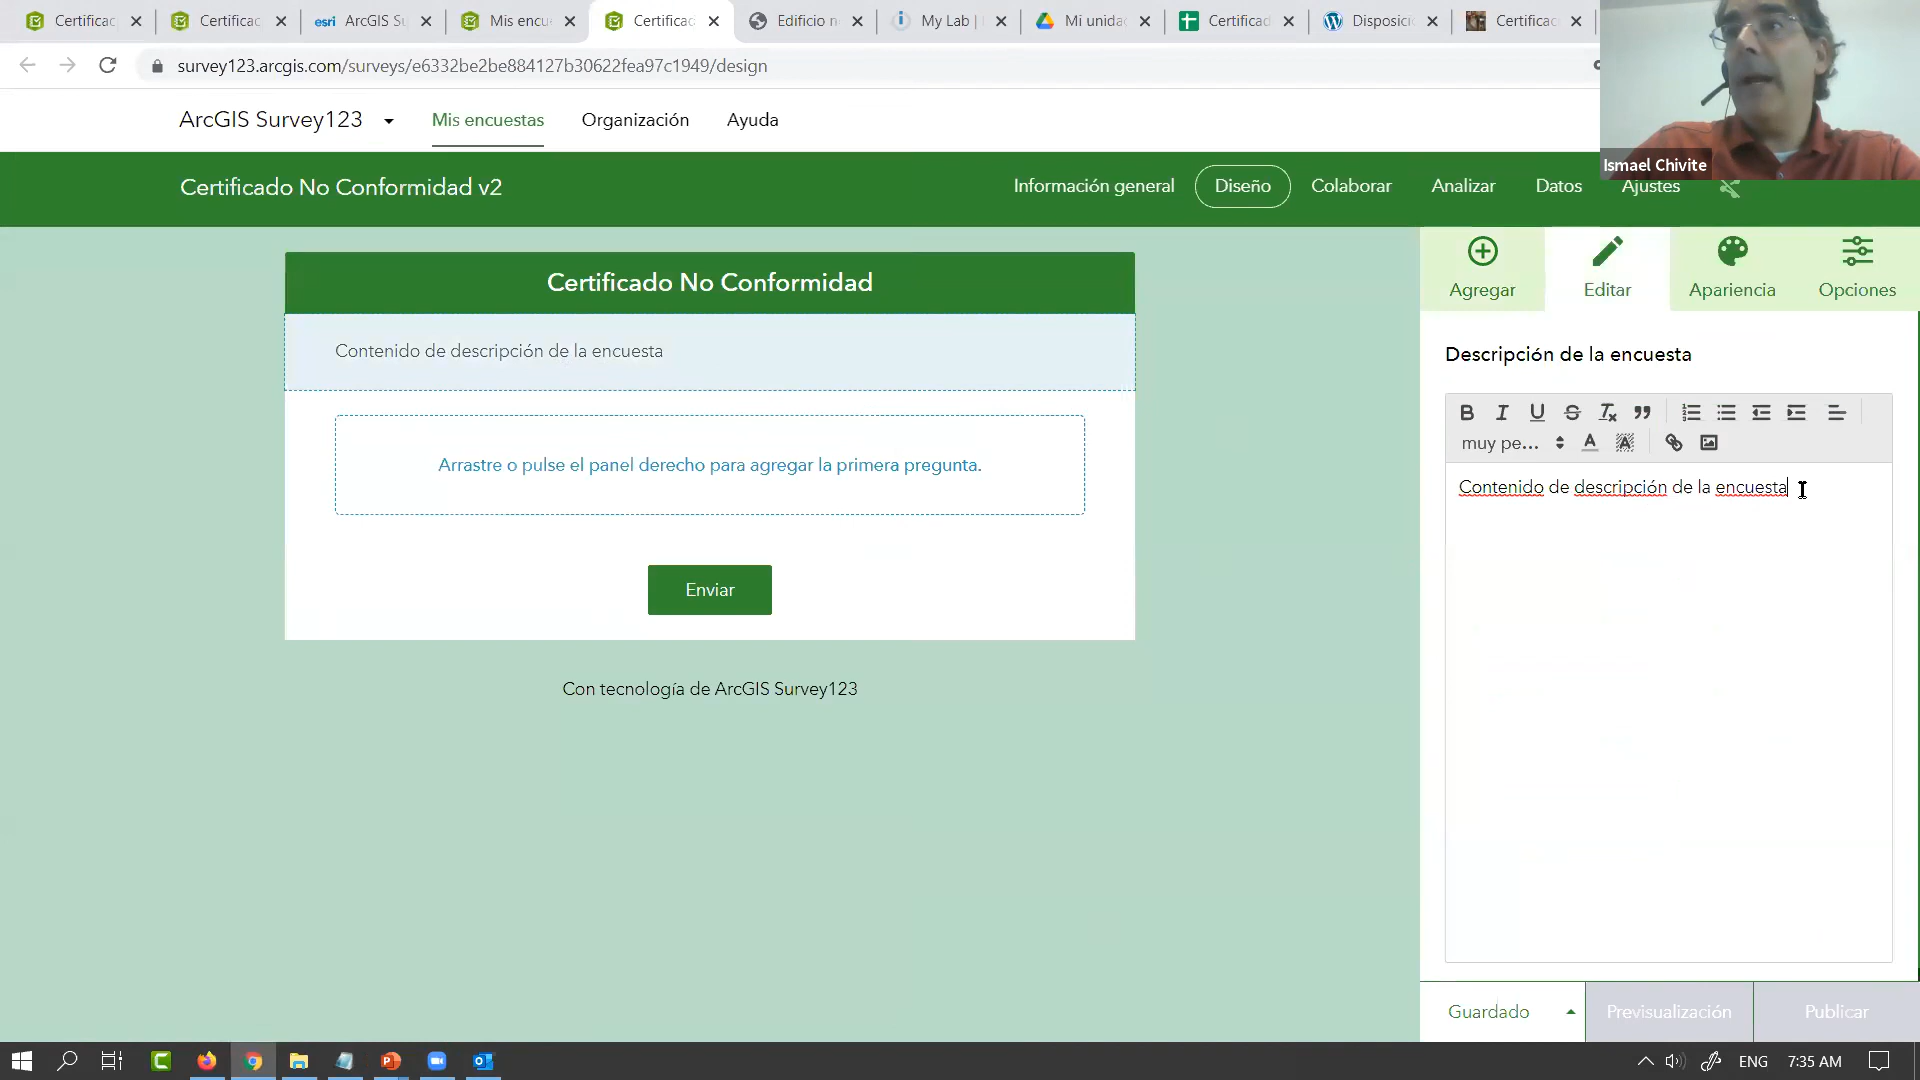 Certificac
Certificac
esri ArcGIS Su
Mis encu
Certificac
Edificio n
My Lab |
Mi unida
Certificad
Disposici
Certificac
survey123.arcgis.com/surveys/e6332be2be884127b30622fea97c1949/design
ArcGIS Survey123 Mis encuestas Organización Ayuda
Ismael Chivite
Certificado No Conformidad v2 Información general Diseño Colaborar Analizar Datos Ajustes
Certificado No Conformidad
Contenido de descripción de la encuesta
Arrastre o pulse el panel derecho para agregar la primera pregunta.
Enviar
Con tecnología de ArcGIS Survey123
Agregar Editar Apariencia Opciones
Descripción de la encuesta
muy pe...
Contenido de descripción de la encuesta
Guardado Previsualización Publicar
ENG 7:35 AM